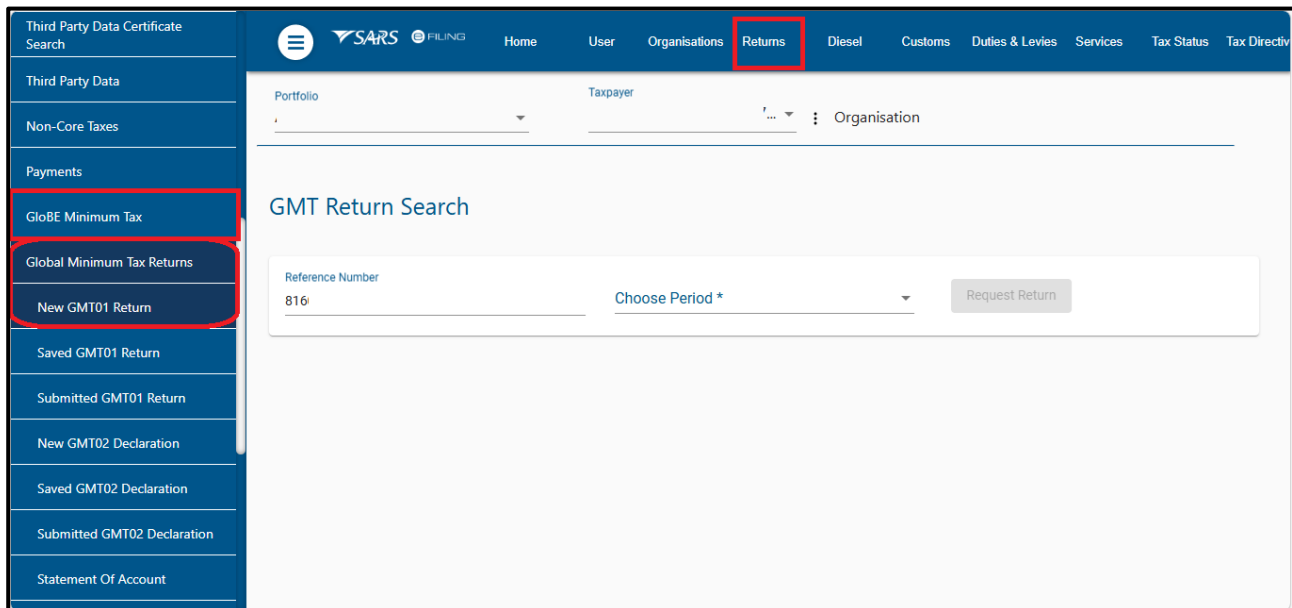 Third Party Data Certificate
Search
Third Party Data
Non-Core Taxes
Payments
GloBE Minimum Tax
Global Minimum Tax Returns
New GMT01 Return
Saved GMT01 Return
Submitted GMT01 Return
New GMT02 Declaration
Saved GMT02 Declaration
Submitted GMT02 Declaration
Statement Of Account
SARS e FILING Home User Organisations Returns Diesel Customs Duties & Levies Services Tax Status Tax Directiv
Portfolio
Taxpayer
... Organisation
GMT Return Search
Reference Number
816
Choose Period *
Request Return